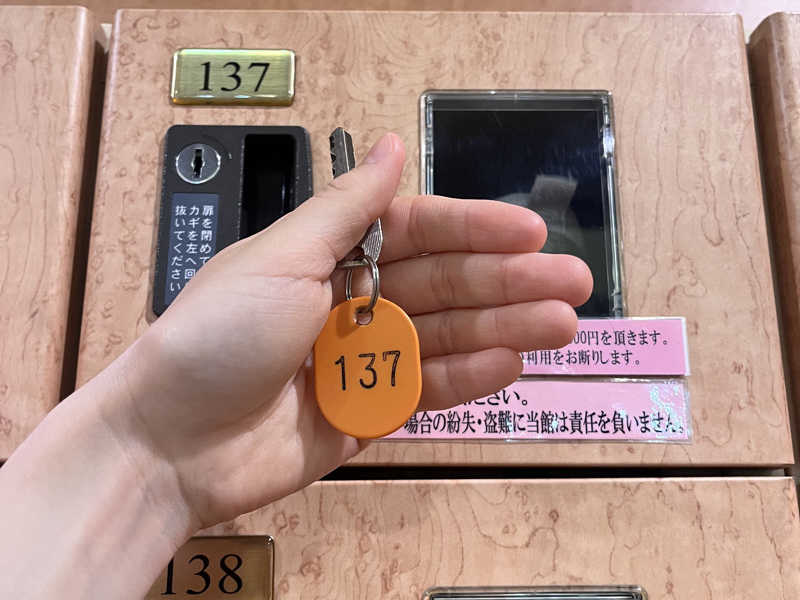 137
扉を閉めて
カギを左へ回
抜いてください
00円を頂きます。
利用をお断りします。
ださい。
場合の紛失・盗難に当館は責任を負いません。
137
138